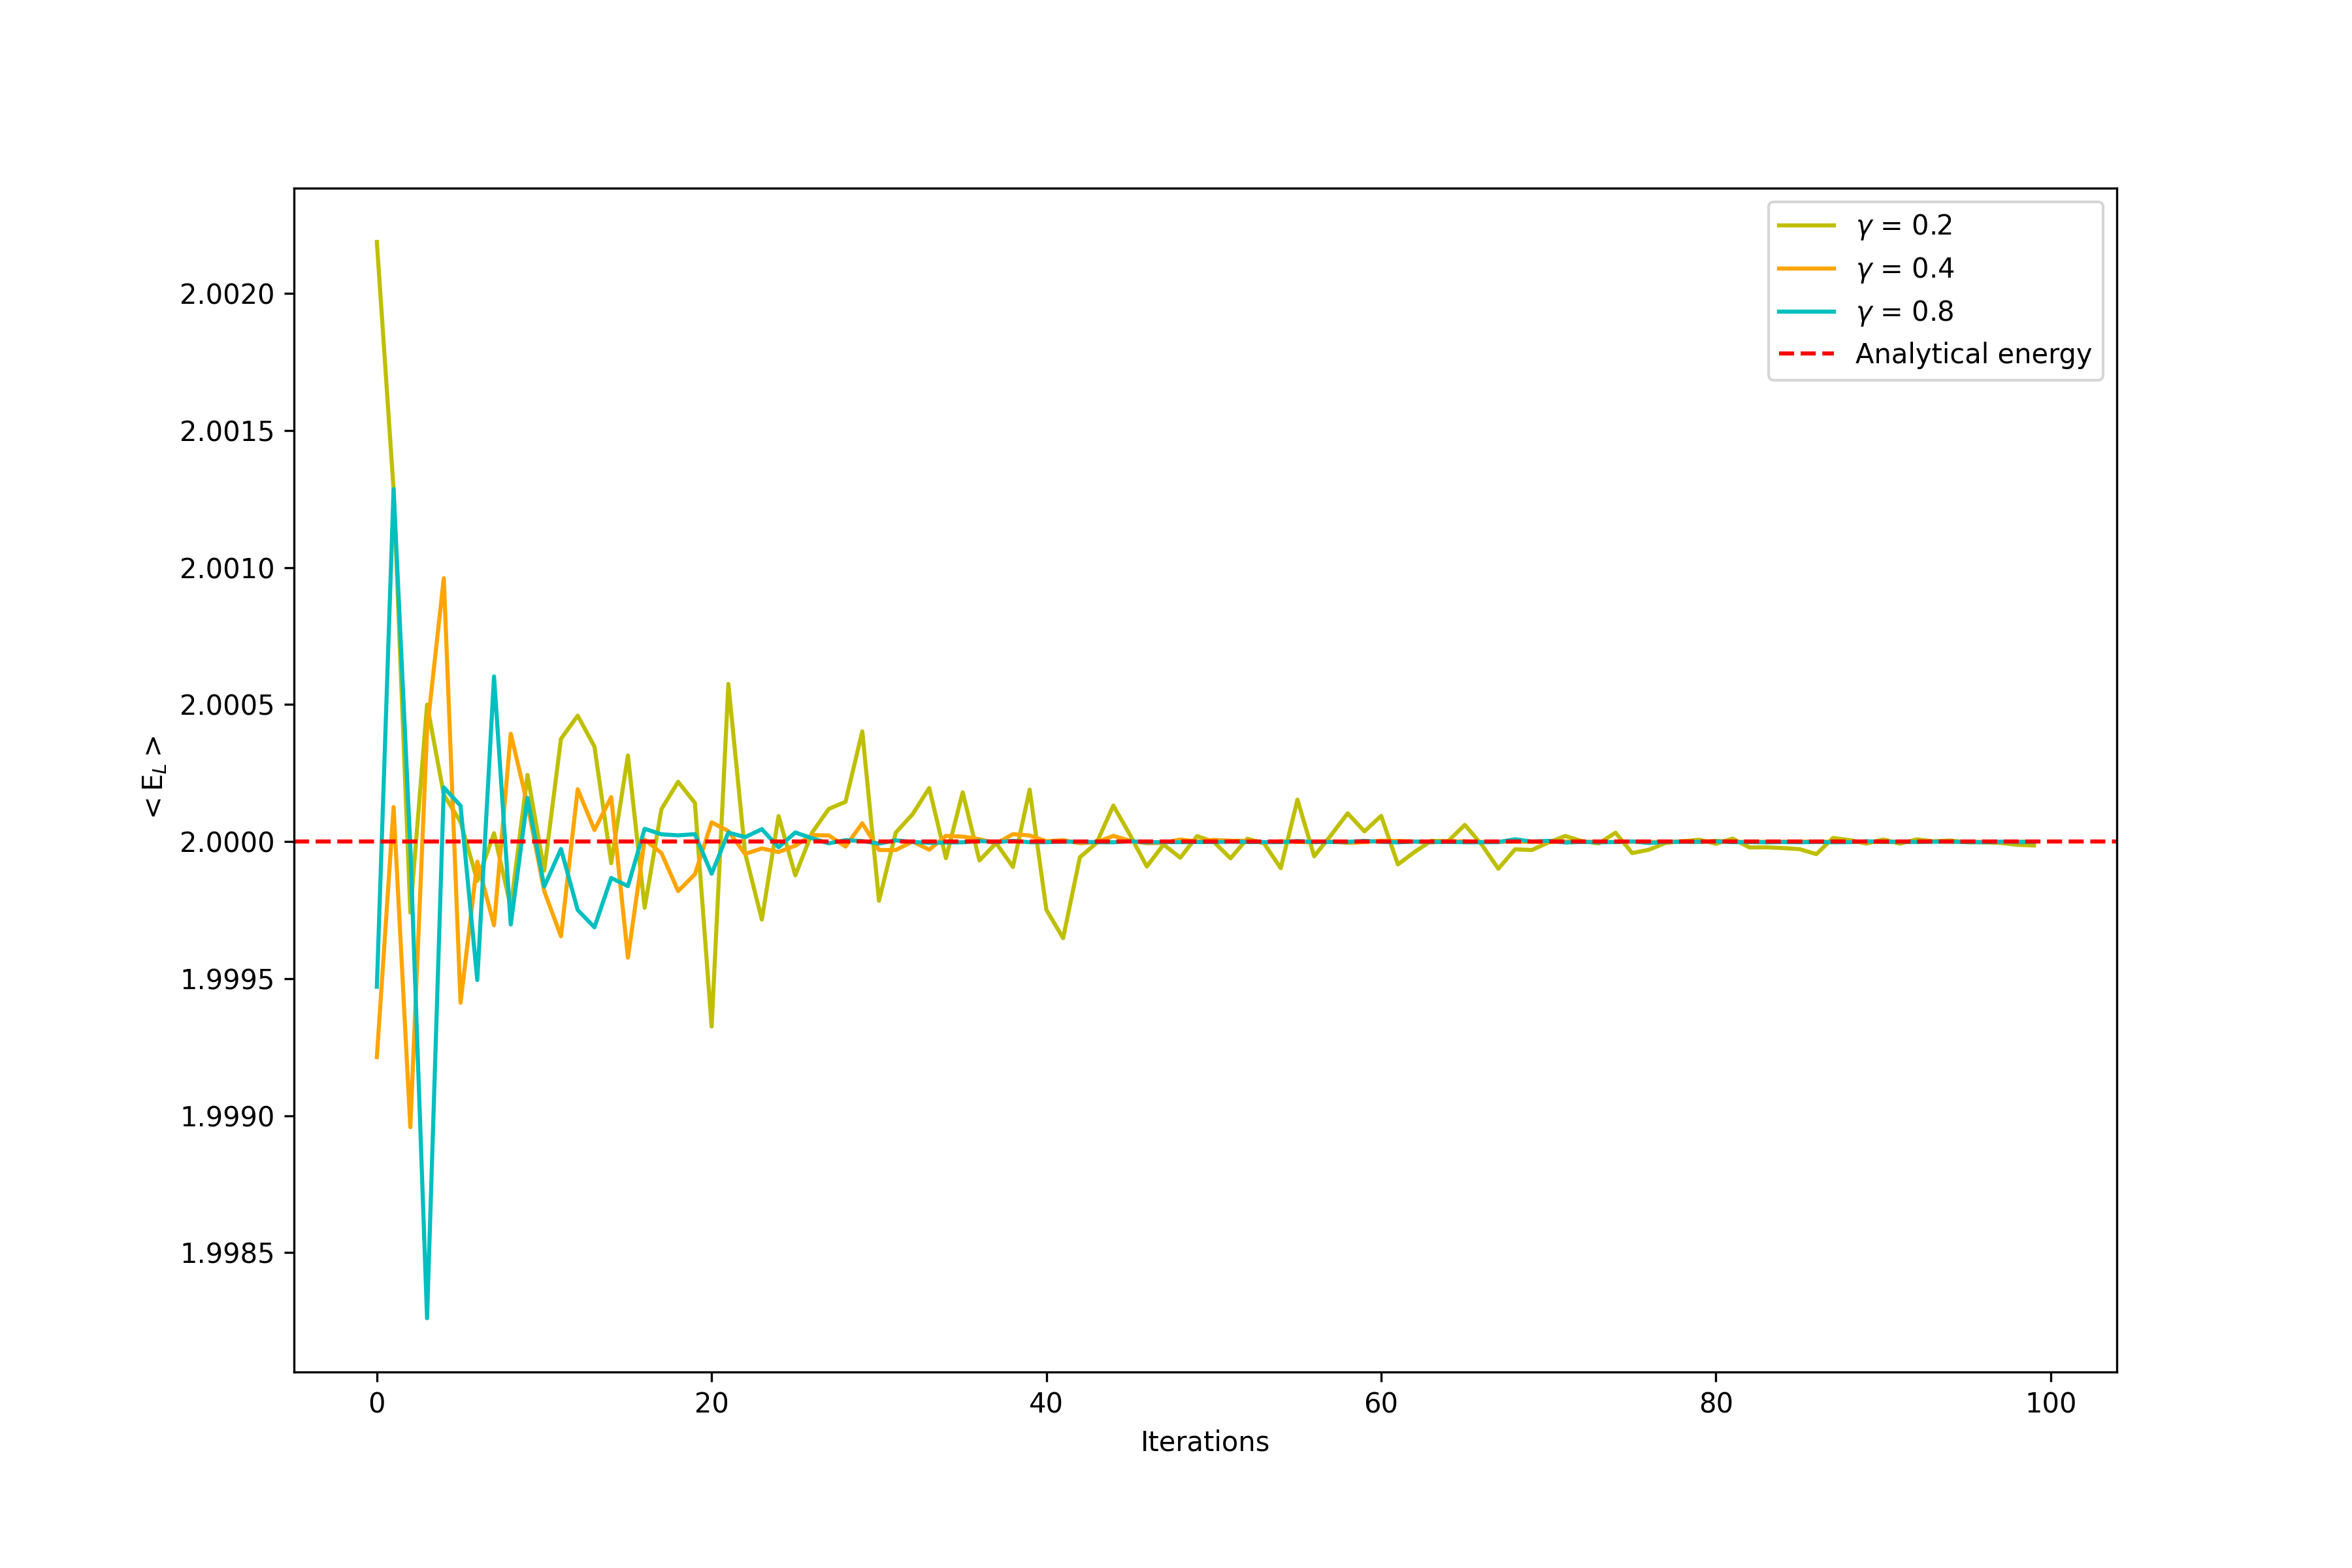 γ = 0.2
γ = 0.4
γ = 0.8
Analytical energy
2.0020
2.0015
2.0010
2.0005
2.0000
1.9995
1.9990
1.9985
< E_L >
0 20 40 60 80 100
Iterations